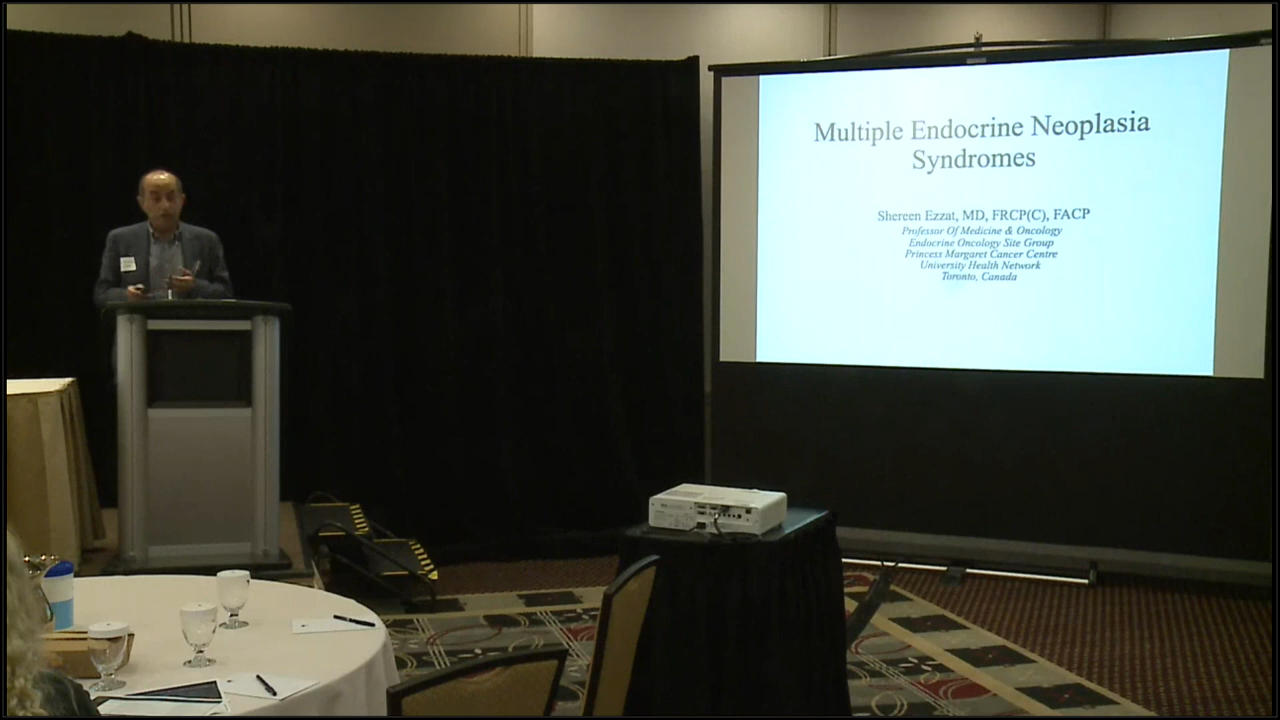 Multiple Endocrine Neoplasia
Syndromes
Shereen Ezzat, MD, FRCP(C), FACP
Professor Of Medicine & Oncology
Endocrine Oncology Site Group
Princess Margaret Cancer Centre
University Health Network
Toronto, Canada